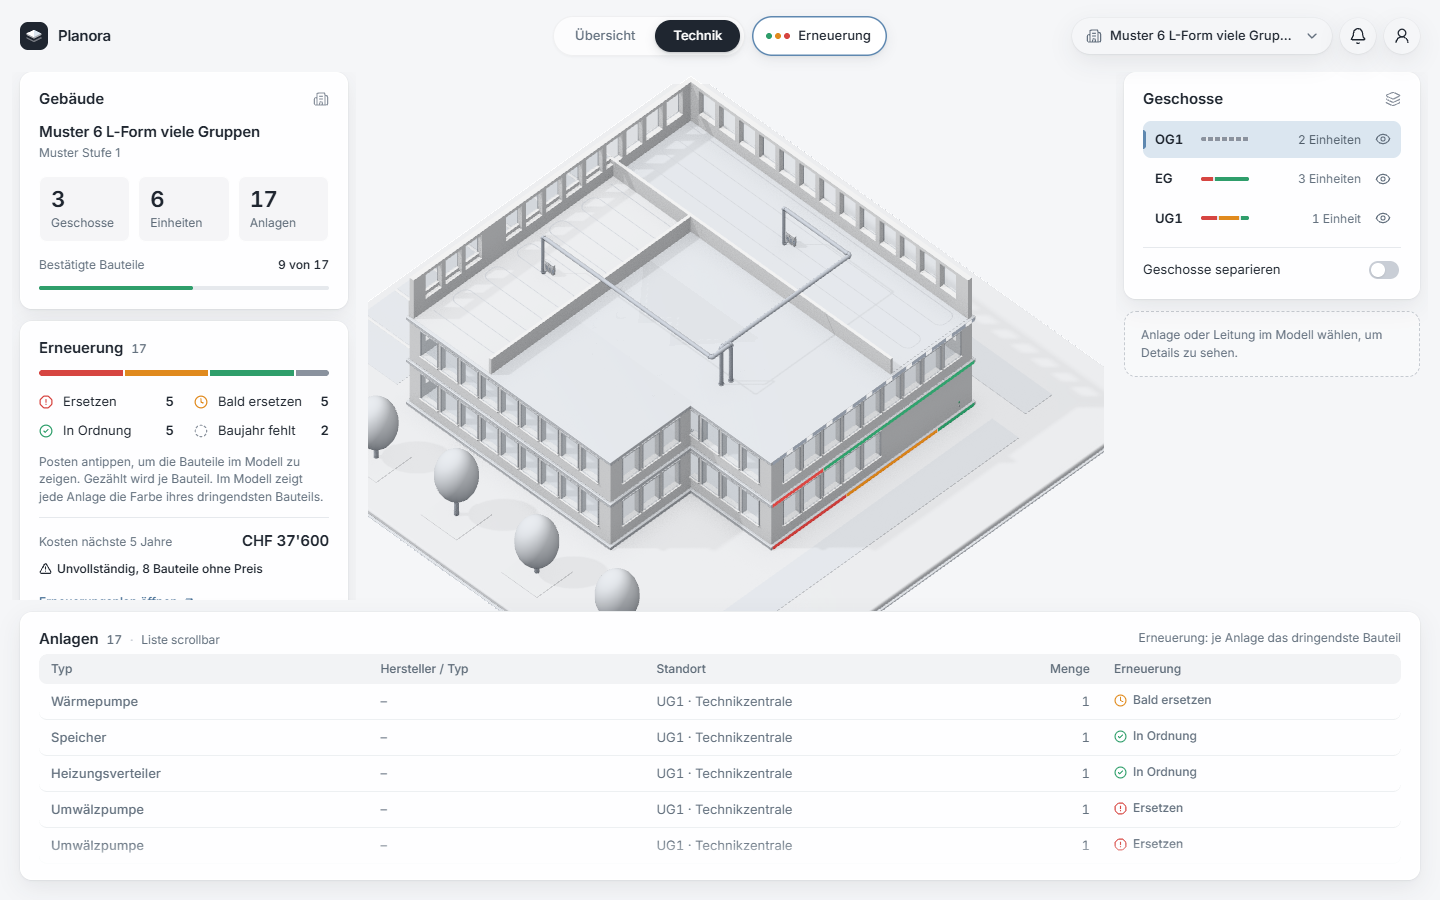 Planora
Übersicht
Technik
Erneuerung
Muster 6 L-Form viele Grup...
Gebäude
Muster 6 L-Form viele Gruppen
Muster Stufe 1
3
Geschosse
6
Einheiten
17
Anlagen
Bestätigte Bauteile
9 von 17
Erneuerung 17
Ersetzen 5
Bald ersetzen 5
In Ordnung 5
Baujahr fehlt 2
Posten antippen, um die Bauteile im Modell zu
zeigen. Gezählt wird je Bauteil. Im Modell zeigt
jede Anlage die Farbe ihres dringendsten Bauteils.
Kosten nächste 5 Jahre
CHF 37'600
Unvollständig, 8 Bauteile ohne Preis
Geschosse
OG1 2 Einheiten
EG 3 Einheiten
UG1 1 Einheit
Geschosse separieren
Anlage oder Leitung im Modell wählen, um
Details zu sehen.
Anlagen 17 · Liste scrollbar
Erneuerung: je Anlage das dringendste Bauteil
Typ Hersteller / Typ Standort Menge Erneuerung
Wärmepumpe – UG1 · Technikzentrale 1 Bald ersetzen
Speicher – UG1 · Technikzentrale 1 In Ordnung
Heizungsverteiler – UG1 · Technikzentrale 1 In Ordnung
Umwälzpumpe – UG1 · Technikzentrale 1 Ersetzen
Umwälzpumpe – UG1 · Technikzentrale 1 Ersetzen